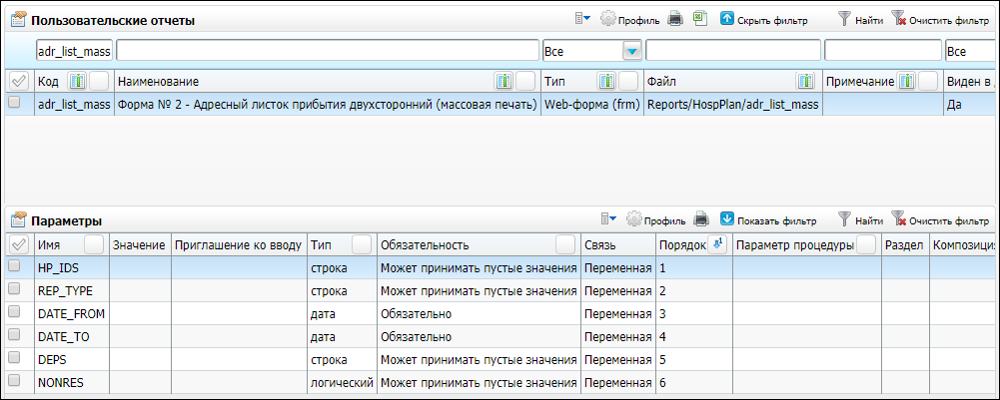 Пользовательские отчеты Профиль Скрыть фильтр Найти Очистить фильтр
adr_list_mass Все Все
Код Наименование Тип Файл Примечание Виден в
adr_list_mass Форма № 2 - Адресный листок прибытия двухсторонний (массовая печать) Web-форма (frm) Reports/HospPlan/adr_list_mass Да
Параметры Профиль Показать фильтр Найти Очистить фильтр
Имя Значение Приглашение ко вводу Тип Обязательность Связь Порядок 1 Параметр процедуры Раздел Композиция
HP_IDS строка Может принимать пустые значения Переменная 1
REP_TYPE строка Может принимать пустые значения Переменная 2
DATE_FROM дата Обязательно Переменная 3
DATE_TO дата Обязательно Переменная 4
DEPS строка Может принимать пустые значения Переменная 5
NONRES логический Может принимать пустые значения Переменная 6